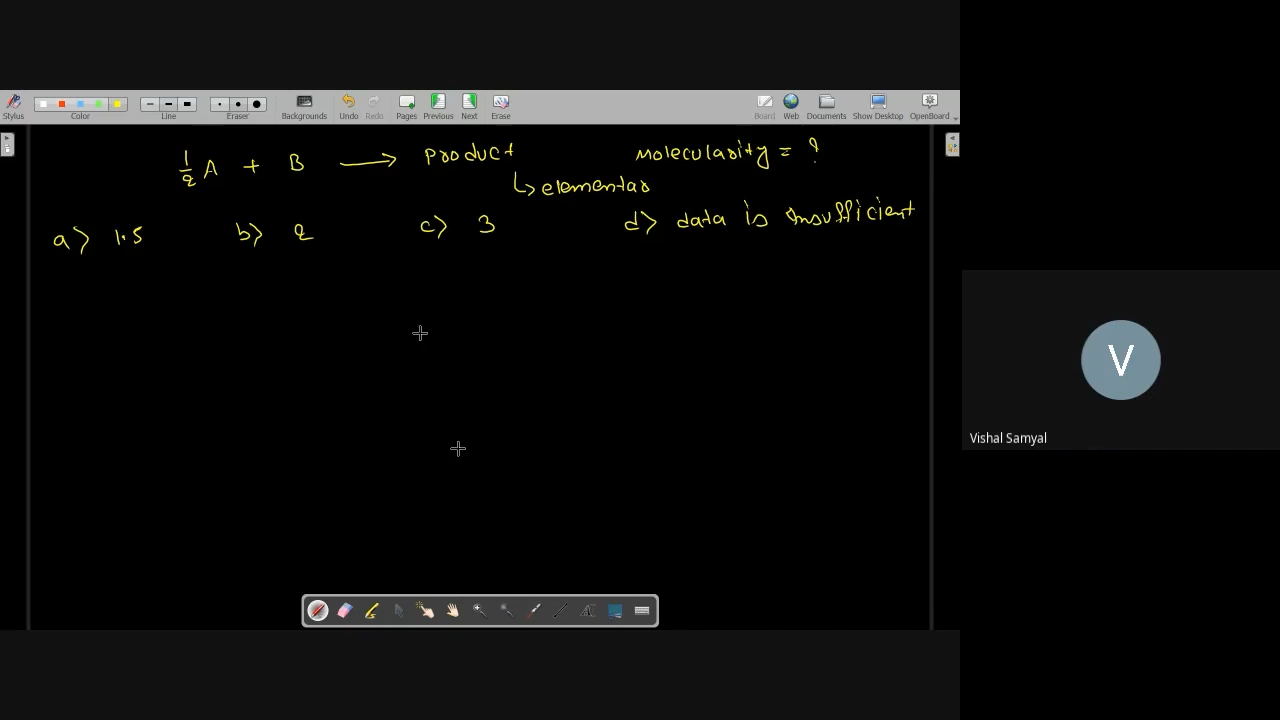 Stylus Color Line Eraser Backgrounds Undo Redo Pages Previous Next Erase Board Web Documents Show Desktop OpenBoard
1/2 A + B → Product Molecularity = ?
↳ elementar
a> 1.5 b> 2 c> 3 d> data is insufficient
V
Vishal Samyal